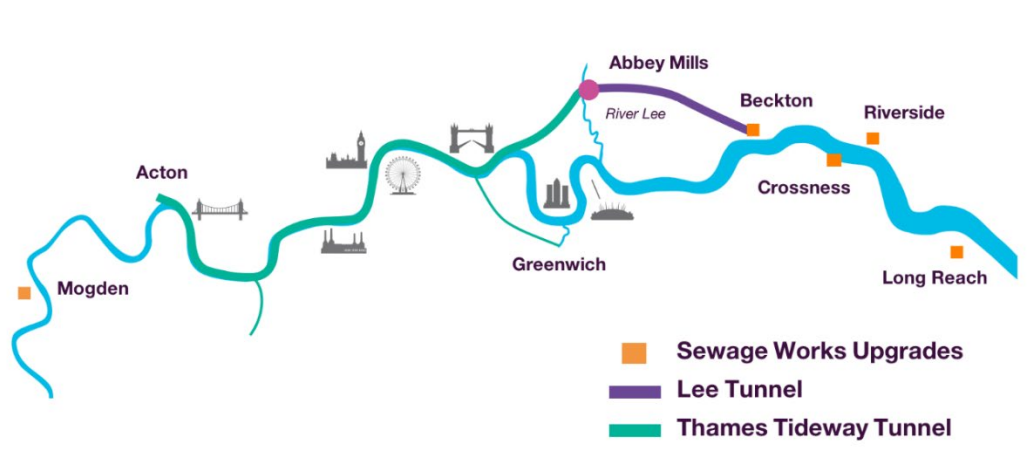 Abbey Mills
River Lee
Beckton
Riverside
Acton
Crossness
Greenwich
Mogden
Long Reach
Sewage Works Upgrades
Lee Tunnel
Thames Tideway Tunnel